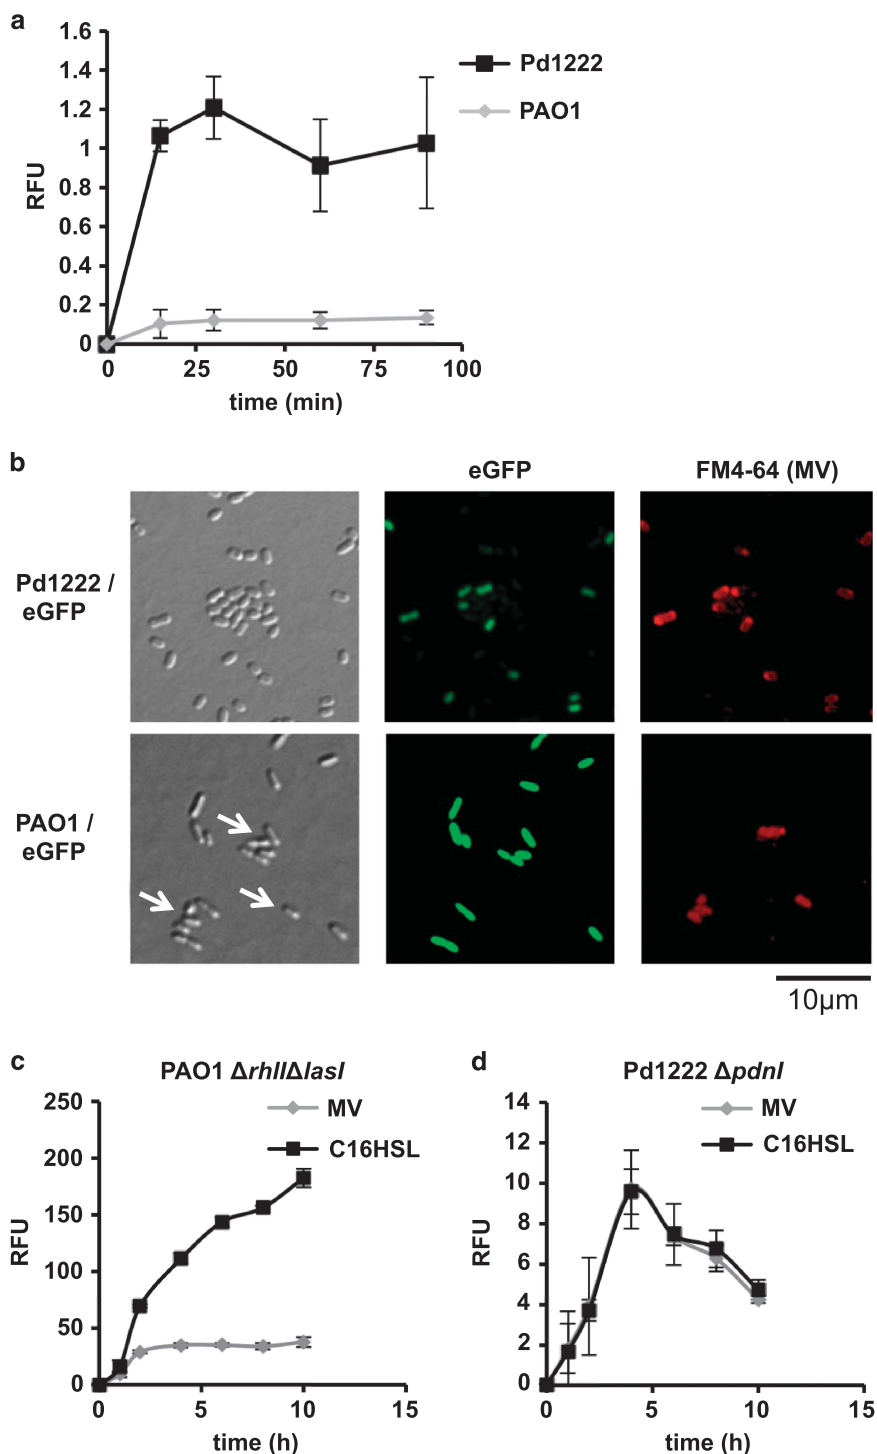 a
1.6
1.4
1.2
1
0.8
0.6
0.4
0.2
0
RFU
0 25 50 75 100
time (min)
Pd1222
PAO1
b
eGFP FM4-64 (MV)
Pd1222 /
eGFP
PAO1 /
eGFP
10µm
c
PAO1 ΔrhlIΔlasI
250
200
150
100
50
0
RFU
MV
C16HSL
0 5 10 15
time (h)
d
Pd1222 ΔpdnI
14
12
10
8
6
4
2
0
RFU
MV
C16HSL
0 5 10 15
time (h)